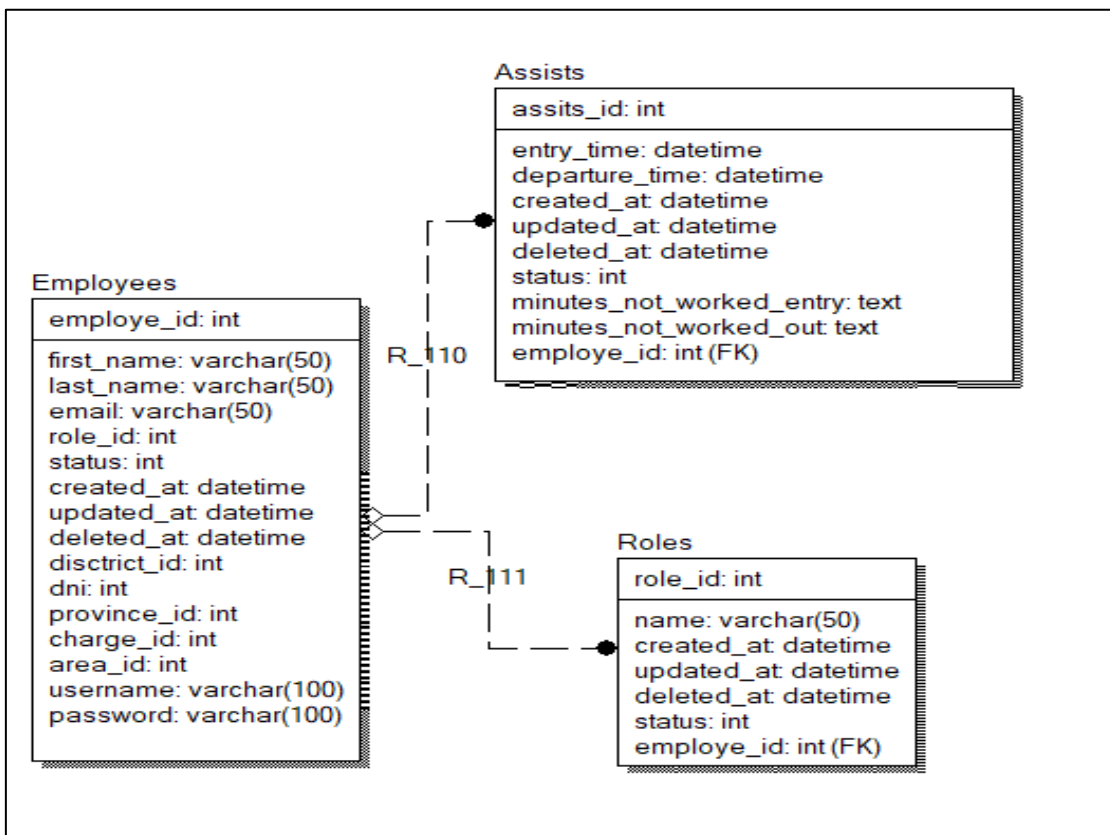 Assists
assits_id: int
entry_time: datetime
departure_time: datetime
created_at: datetime
updated_at: datetime
deleted_at: datetime
status: int
minutes_not_worked_entry: text
minutes_not_worked_out: text
employe_id: int (FK)
Employees
employe_id: int
first_name: varchar(50)
last_name: varchar(50)
email: varchar(50)
role_id: int
status: int
created_at: datetime
updated_at: datetime
deleted_at: datetime
disctrict_id: int
dni: int
province_id: int
charge_id: int
area_id: int
username: varchar(100)
password: varchar(100)
R_110
R_111
Roles
role_id: int
name: varchar(50)
created_at: datetime
updated_at: datetime
deleted_at: datetime
status: int
employe_id: int (FK)